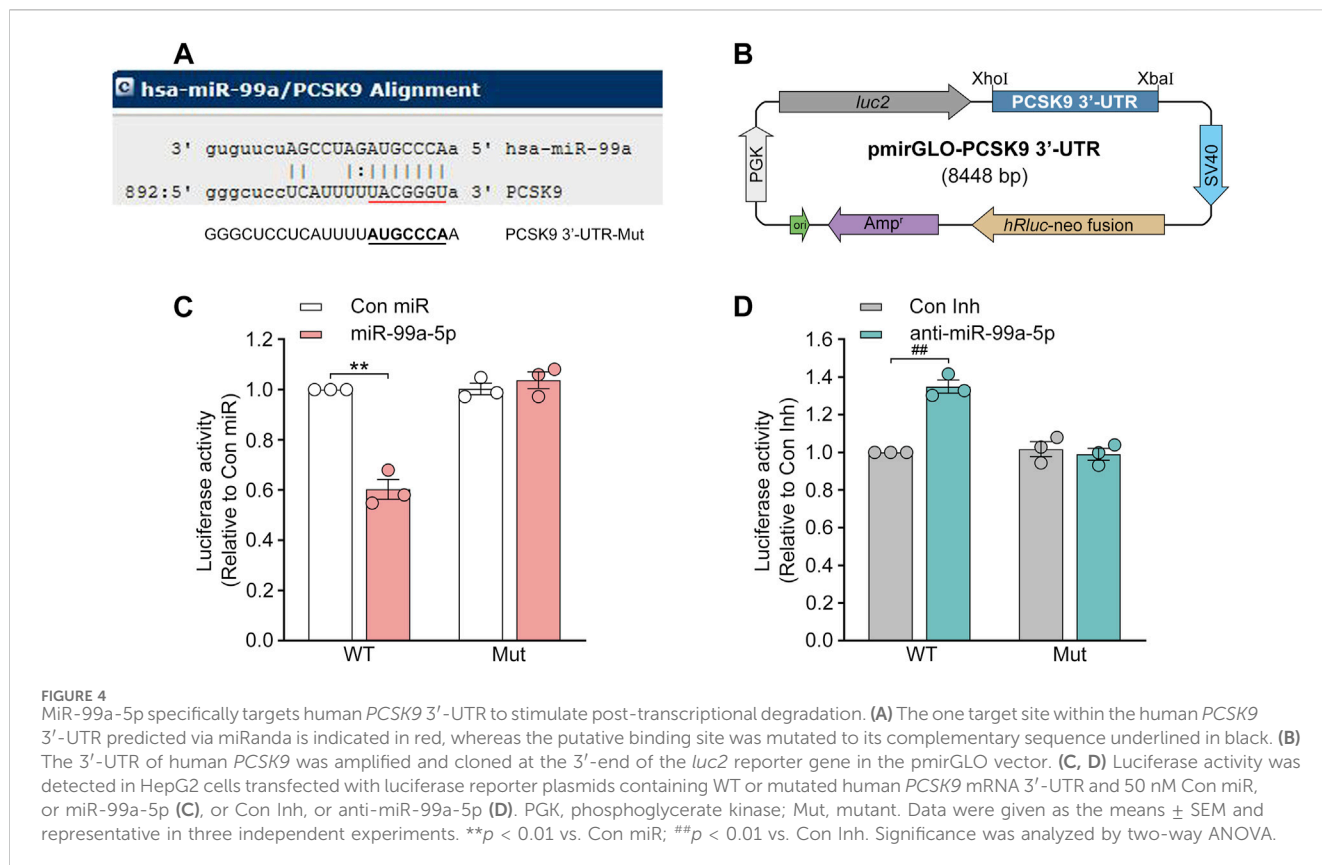 A
hsa-miR-99a/PCSK9 Alignment
3' guguucuAGCCUAGAUGCCCAa 5' hsa-miR-99a
|| |:|||||||
892:5' gggcuccUCAUUUUUACGGGUa 3' PCSK9
GGGCUCCUCAUUUUAUGCCCAA PCSK9 3'-UTR-Mut
B
XhoI XbaI
luc2 PCSK9 3'-UTR
PGK pmirGLO-PCSK9 3'-UTR SV40
(8448 bp)
ori Ampʳ hRluc-neo fusion
C
Con miR
miR-99a-5p
Luciferase activity
(Relative to Con miR)
1.2
1.0
0.8
0.6
0.4
0.2
0.0
**
WT Mut
D
Con Inh
anti-miR-99a-5p
Luciferase activity
(Relative to Con Inh)
1.6
1.4
1.2
1.0
0.8
0.6
0.4
0.2
0.0
##
WT Mut
FIGURE 4
MiR-99a-5p specifically targets human PCSK9 3′-UTR to stimulate post-transcriptional degradation. (A) The one target site within the human PCSK9
3′-UTR predicted via miRanda is indicated in red, whereas the putative binding site was mutated to its complementary sequence underlined in black. (B)
The 3′-UTR of human PCSK9 was amplified and cloned at the 3′-end of the luc2 reporter gene in the pmirGLO vector. (C, D) Luciferase activity was
detected in HepG2 cells transfected with luciferase reporter plasmids containing WT or mutated human PCSK9 mRNA 3′-UTR and 50 nM Con miR,
or miR-99a-5p (C), or Con Inh, or anti-miR-99a-5p (D). PGK, phosphoglycerate kinase; Mut, mutant. Data were given as the means ± SEM and
representative in three independent experiments. **p < 0.01 vs. Con miR; ##p < 0.01 vs. Con Inh. Significance was analyzed by two-way ANOVA.